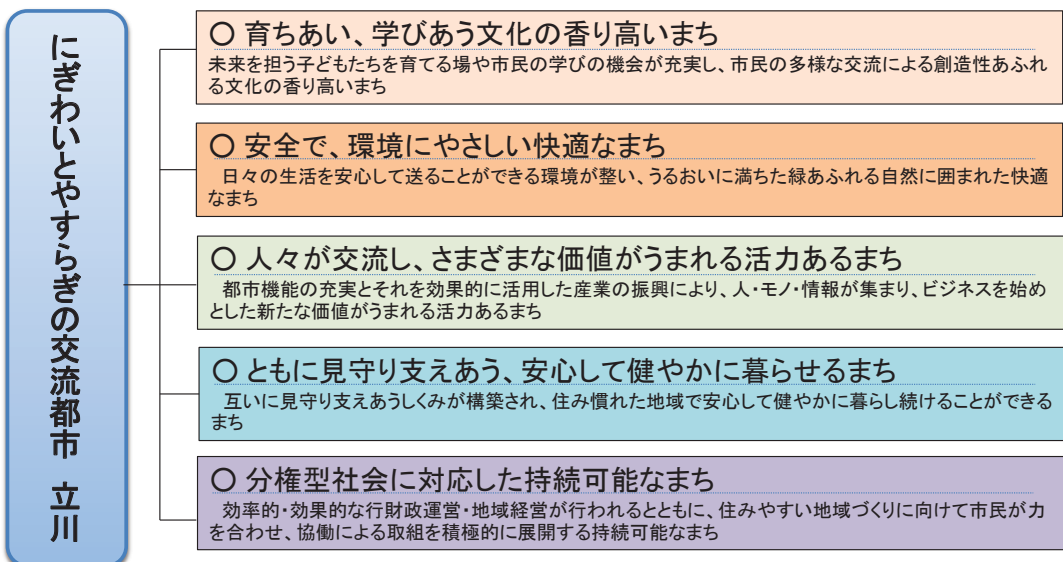 にぎわいとやすらぎの交流都市 立川
○ 育ちあい、学びあう文化の香り高いまち
未来を担う子どもたちを育てる場や市民の学びの機会が充実し、市民の多様な交流による創造性あふれ
る文化の香り高いまち
○ 安全で、環境にやさしい快適なまち
日々の生活を安心して送ることができる環境が整い、うるおいに満ちた緑あふれる自然に囲まれた快適
なまち
○ 人々が交流し、さまざまな価値がうまれる活力あるまち
都市機能の充実とそれを効果的に活用した産業の振興により、人・モノ・情報が集まり、ビジネスを始め
とした新たな価値がうまれる活力あるまち
○ ともに見守り支えあう、安心して健やかに暮らせるまち
互いに見守り支えあうしくみが構築され、住み慣れた地域で安心して健やかに暮らし続けることができる
まち
○ 分権型社会に対応した持続可能なまち
効率的・効果的な行財政運営・地域経営が行われるとともに、住みやすい地域づくりに向けて市民が力
を合わせ、協働による取組を積極的に展開する持続可能なまち